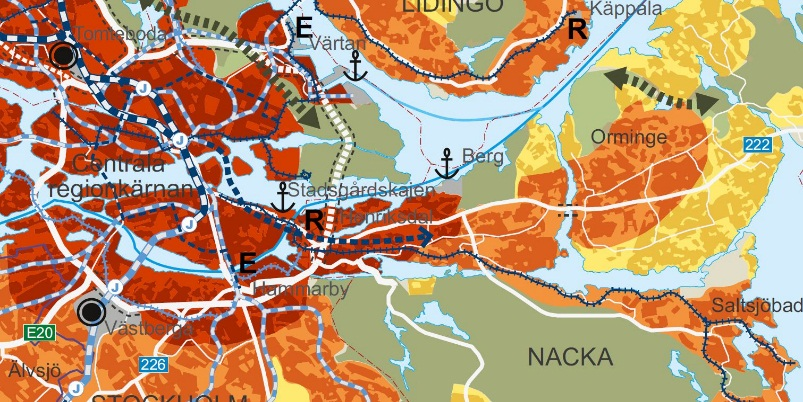 LIDINGÖ
Käppala
E
R
Tomteboda
Värtan
J
J
222
Orminge
Berg
Centrala
regionkärnan
Stadsgårdskajen
R
Henriksdal
J
E
Hammarby
J
Västberga
Saltsjöbad
E20
226
Älvsjö
NACKA
J
STOCKHOLM